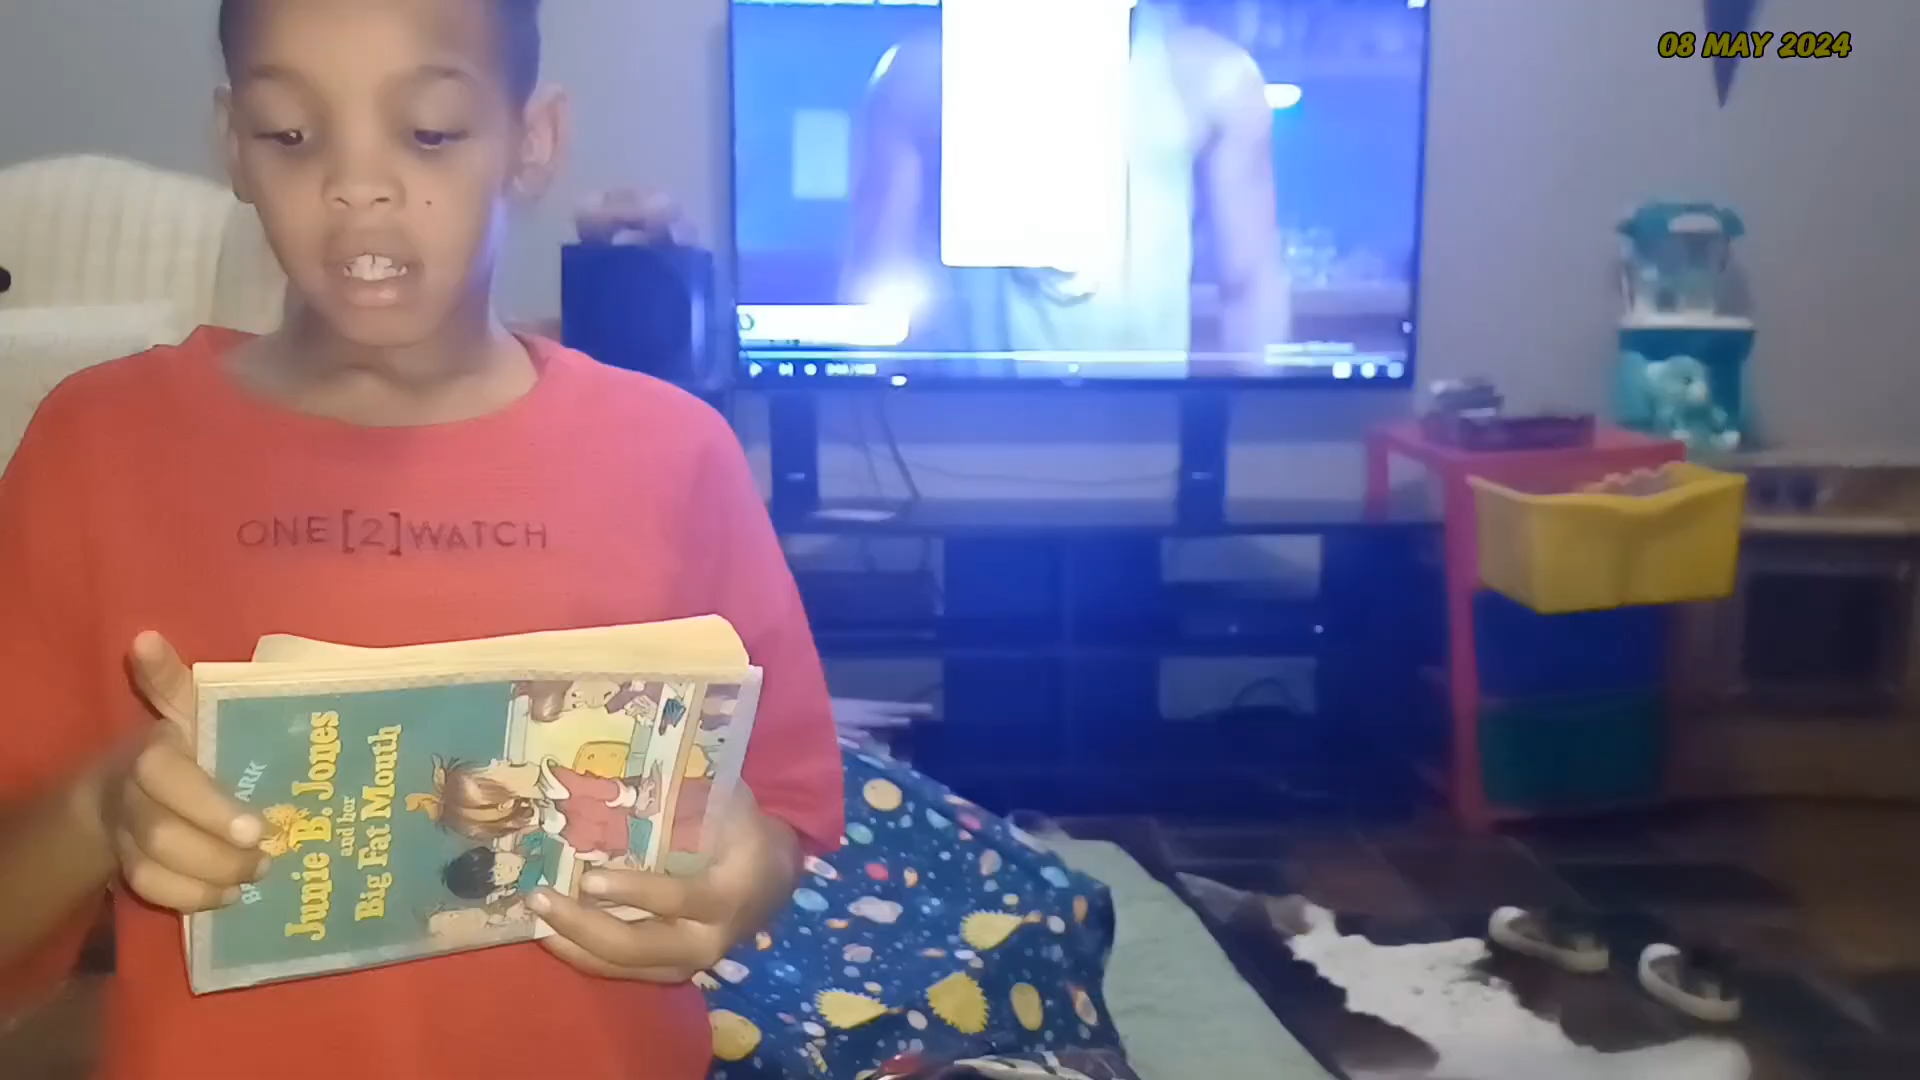 08 MAY 2024
ONE [2] WATCH
Junie B. Jones
and her
Big Fat Mouth